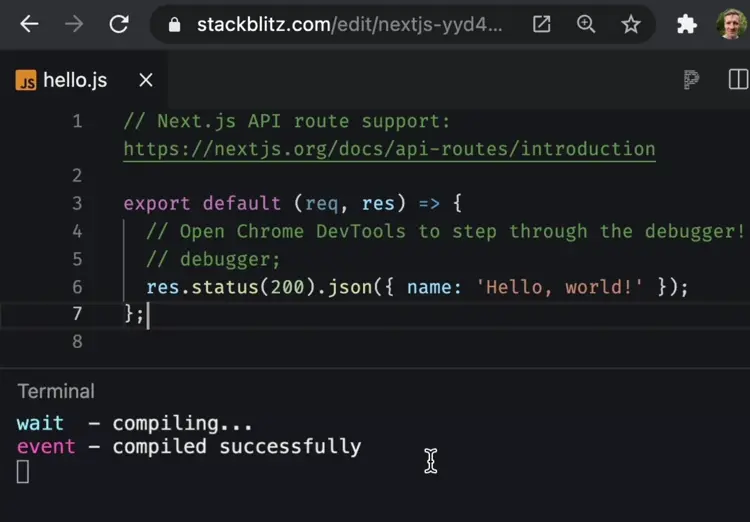 stackblitz.com/edit/nextjs-yyd4...
JS hello.js
1 // Next.js API route support:
https://nextjs.org/docs/api-routes/introduction
2
3 export default (req, res) => {
4 // Open Chrome DevTools to step through the debugger!
5 // debugger;
6 res.status(200).json({ name: 'Hello, world!' });
7 };
8
Terminal
wait - compiling...
event - compiled successfully